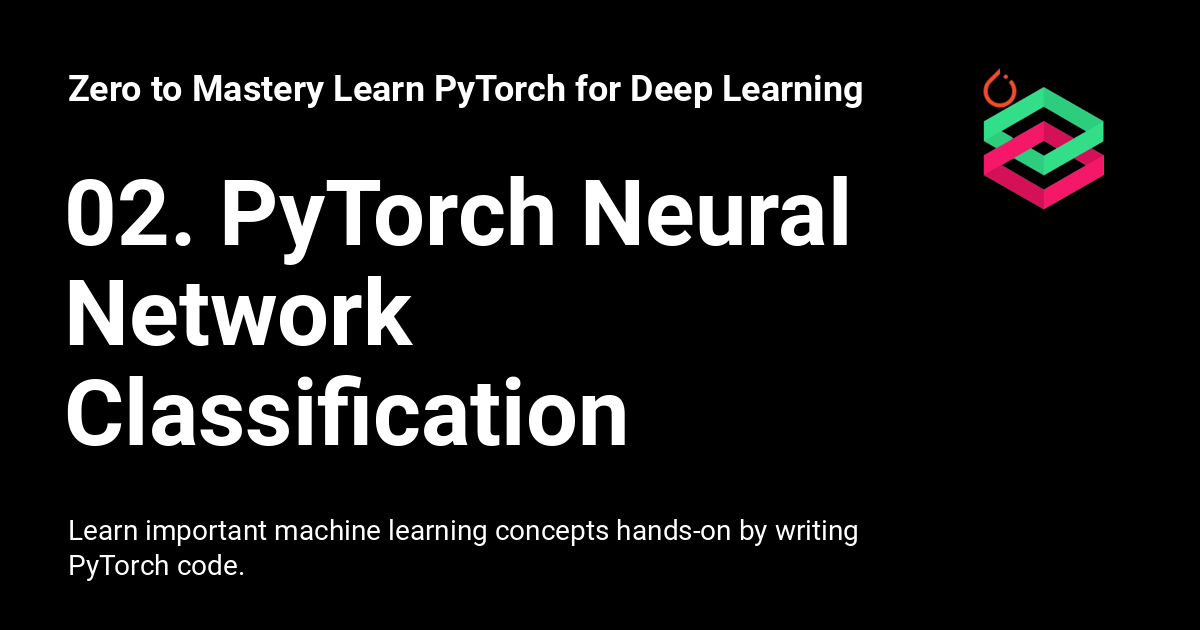 Zero to Mastery Learn PyTorch for Deep Learning
02. PyTorch Neural
Network
Classification
Learn important machine learning concepts hands-on by writing
PyTorch code.